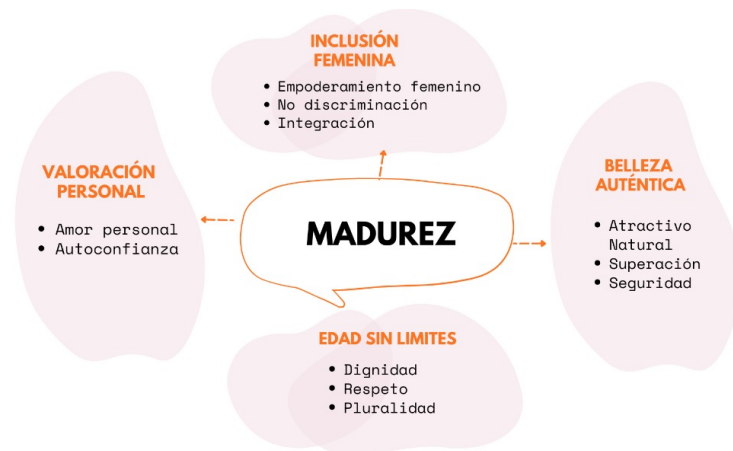 INCLUSIÓN
FEMENINA
• Empoderamiento femenino
• No discriminación
• Integración
VALORACIÓN
PERSONAL
• Amor personal
• Autoconfianza
MADUREZ
BELLEZA
AUTÉNTICA
• Atractivo
Natural
• Superación
• Seguridad
EDAD SIN LIMITES
• Dignidad
• Respeto
• Pluralidad